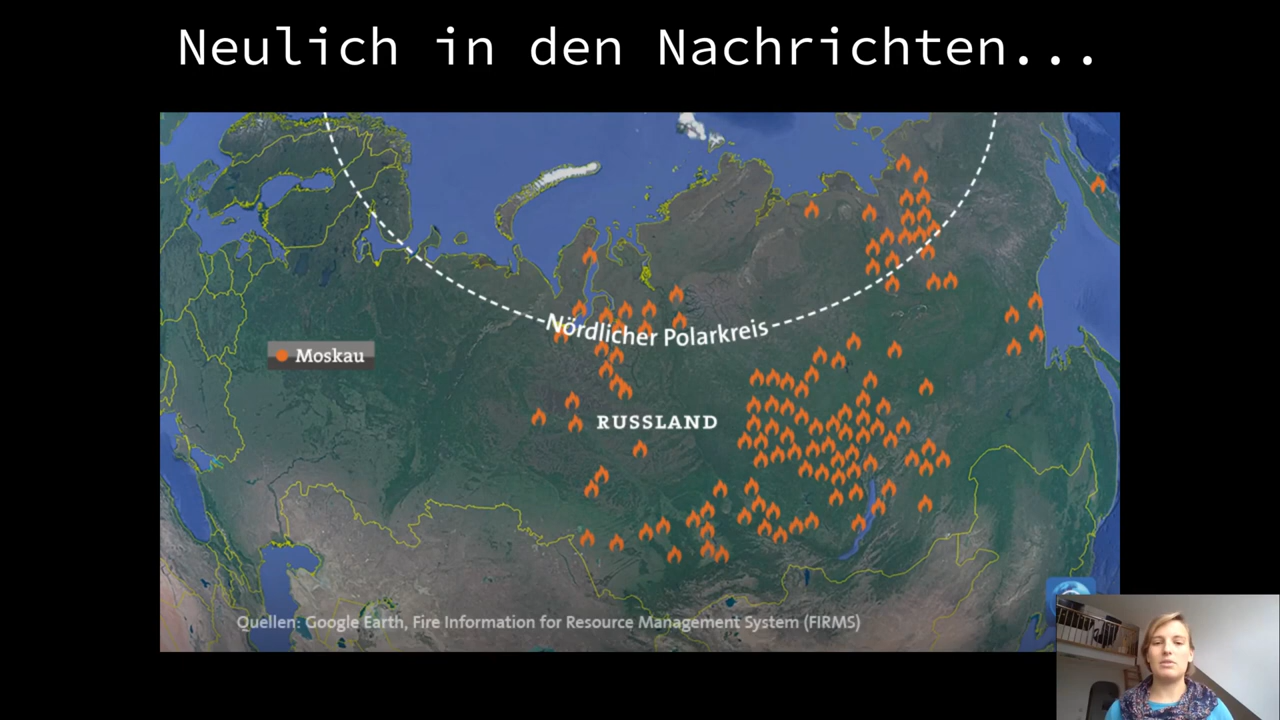 Neulich in den Nachrichten...
Nördlicher Polarkreis
Moskau
RUSSLAND
Quellen: Google Earth, Fire Information for Resource Management System (FIRMS)